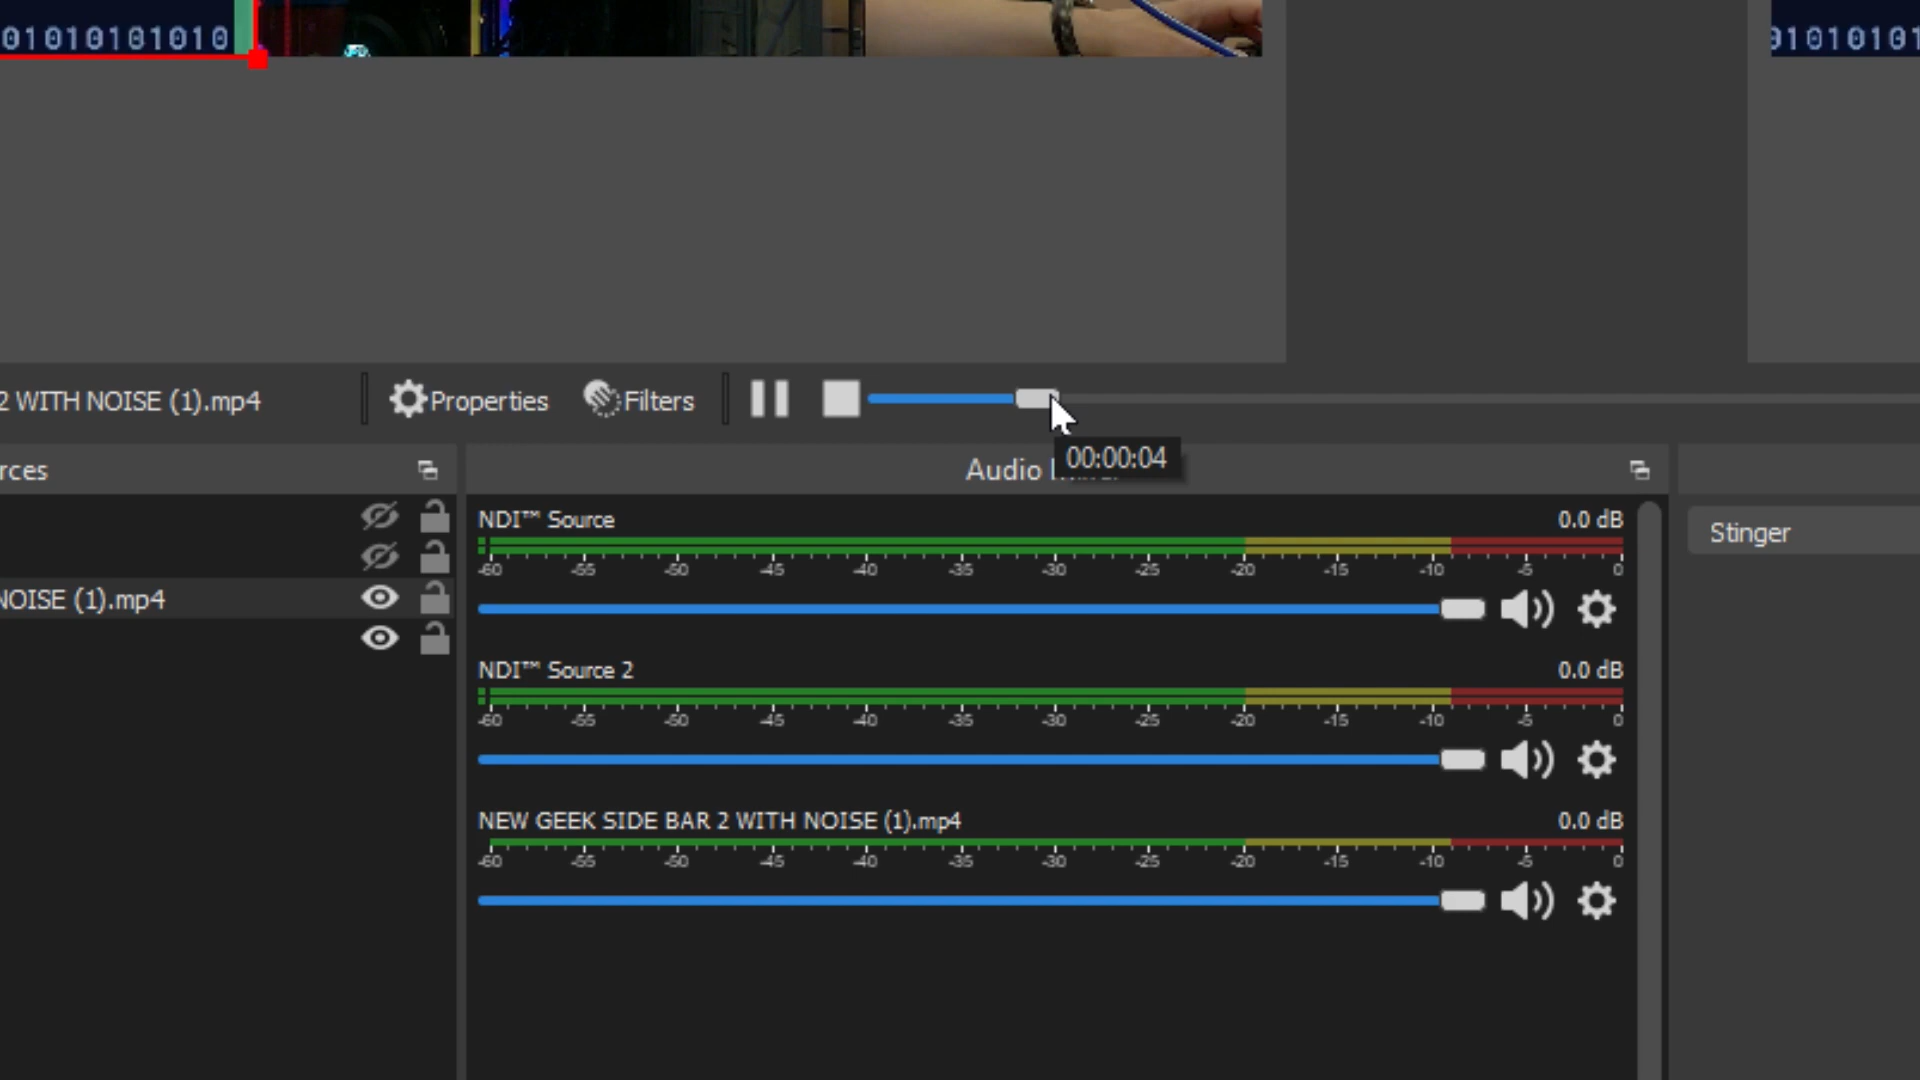 01010101010
0101010
2 WITH NOISE (1).mp4
Properties
Filters
00:00:04
rces
Audio
NOISE (1).mp4
NDI™ Source
0.0 dB
-60 -55 -50 -45 -40 -35 -30 -25 -20 -15 -10 -5 0
NDI™ Source 2
0.0 dB
-60 -55 -50 -45 -40 -35 -30 -25 -20 -15 -10 -5 0
NEW GEEK SIDE BAR 2 WITH NOISE (1).mp4
0.0 dB
-60 -55 -50 -45 -40 -35 -30 -25 -20 -15 -10 -5 0
Stinger